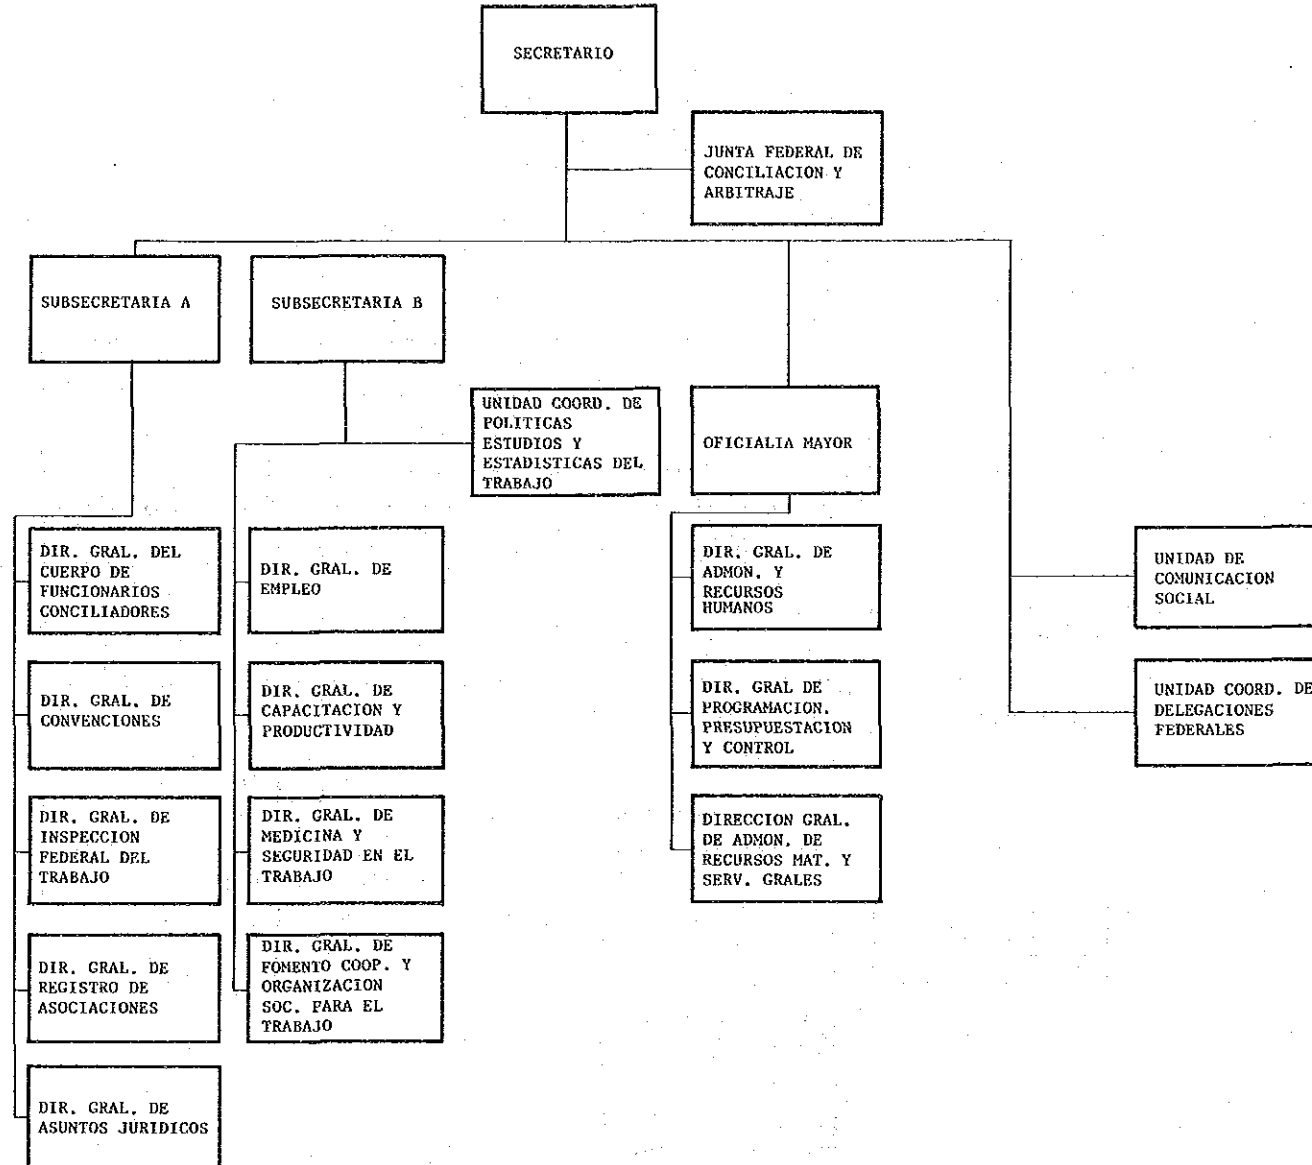 SECRETARIO
JUNTA FEDERAL DE
CONCILIACION Y
ARBITRAJE
SUBSECRETARIA A
SUBSECRETARIA B
UNIDAD COORD. DE
POLITICAS
ESTUDIOS Y
ESTADISTICAS DEL
TRABAJO
OFICIALIA MAYOR
DIR. GRAL. DEL
CUERPO DE
FUNCIONARIOS
CONCILIADORES
DIR. GRAL. DE
CONVENCIONES
DIR. GRAL. DE
INSPECCION
FEDERAL DEL
TRABAJO
DIR. GRAL. DE
REGISTRO DE
ASOCIACIONES
DIR. GRAL. DE
ASUNTOS JURIDICOS
DIR. GRAL. DE
EMPLEO
DIR. GRAL. DE
CAPACITACION Y
PRODUCTIVIDAD
DIR. GRAL. DE
MEDICINA Y
SEGURIDAD EN EL
TRABAJO
DIR. GRAL. DE
FOMENTO COOP. Y
ORGANIZACION
SOC. PARA EL
TRABAJO
DIR. GRAL. DE
ADMON. Y
RECURSOS
HUMANOS
DIR. GRAL DE
PROGRAMACION.
PRESUPUESTACION
Y CONTROL
DIRECCION GRAL.
DE ADMON. DE
RECURSOS MAT. Y
SERV. GRALES
UNIDAD DE
COMUNICACION
SOCIAL
UNIDAD COORD. DE
DELEGACIONES
FEDERALES